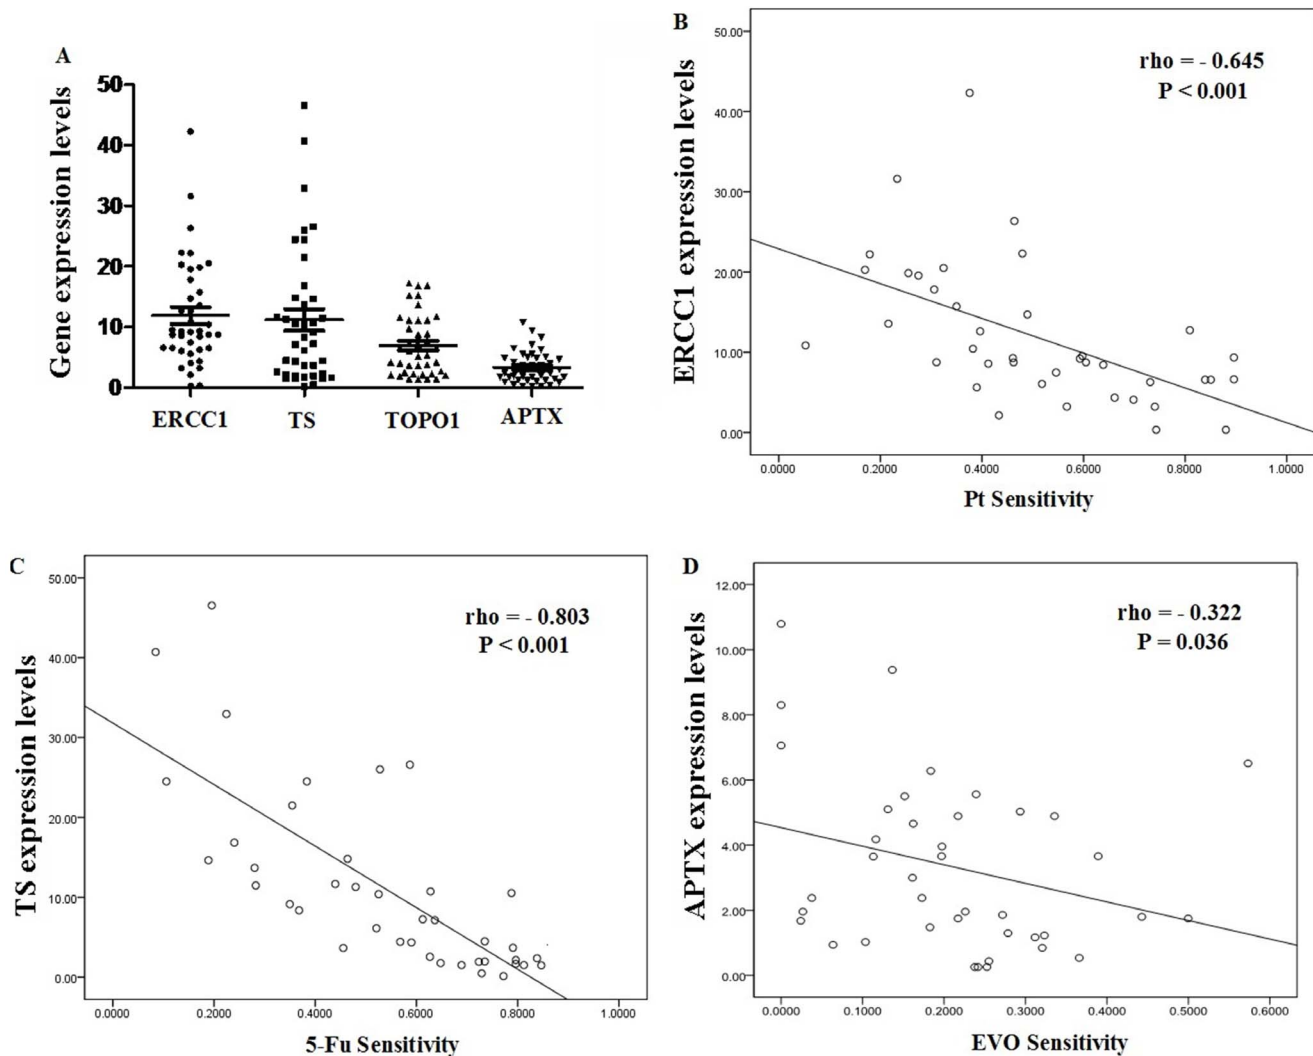 A
Gene expression levels
50
40
30
20
10
0
ERCC1 TS TOPO1 APTX
B
ERCC1 expression levels
50.00
40.00
30.00
20.00
10.00
0.00
rho = - 0.645
P < 0.001
0.0000 0.2000 0.4000 0.6000 0.8000 1.0000
Pt Sensitivity
C
TS expression levels
50.00
40.00
30.00
20.00
10.00
0.00
rho = - 0.803
P < 0.001
0.0000 0.2000 0.4000 0.6000 0.8000 1.0000
5-Fu Sensitivity
D
APTX expression levels
12.00
10.00
8.00
6.00
4.00
2.00
0.00
rho = - 0.322
P = 0.036
0.0000 0.1000 0.2000 0.3000 0.4000 0.5000 0.6000
EVO Sensitivity